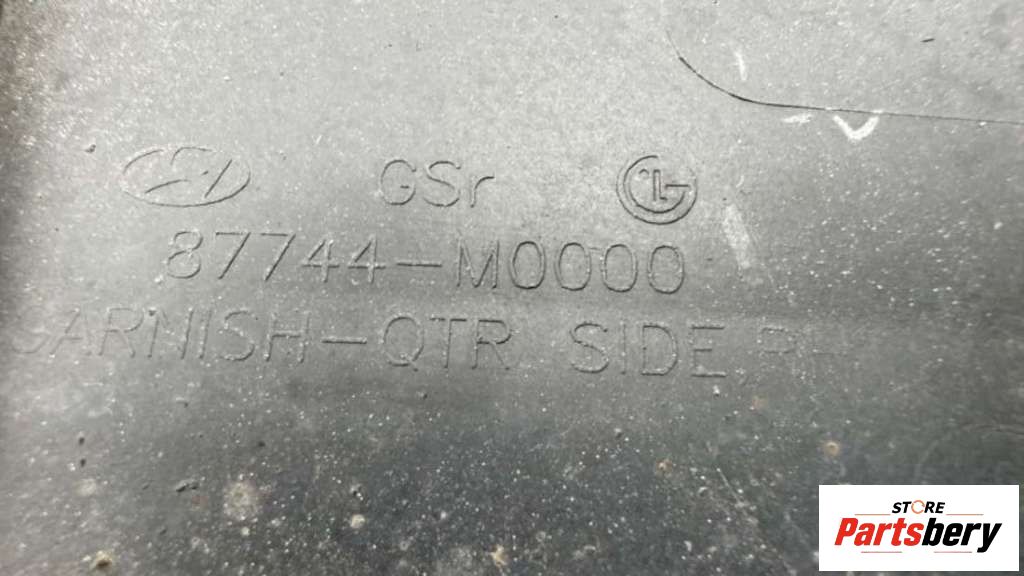 GSr
87744-M0000
GARNISH-QTR SIDE
STORE
Partsbery